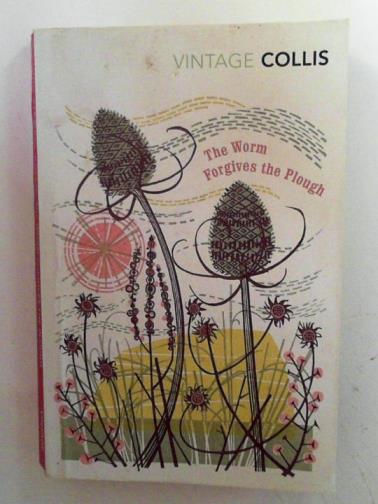 VINTAGE COLLIS
The Worm
Forgives the Plough